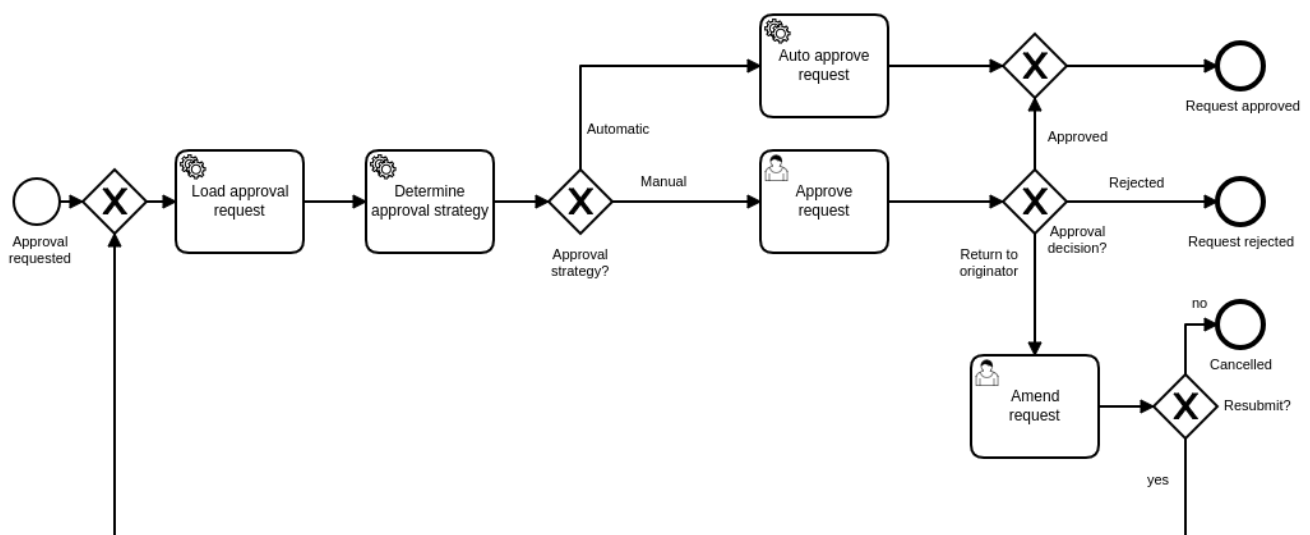 Auto approve
request
Request approved
Automatic
Approved
Load approval
request
Determine
approval strategy
Manual
Approve
request
Rejected
Approval
requested
Approval
strategy?
Approval
decision?
Request rejected
Return to
originator
no
Cancelled
Amend
request
Resubmit?
yes